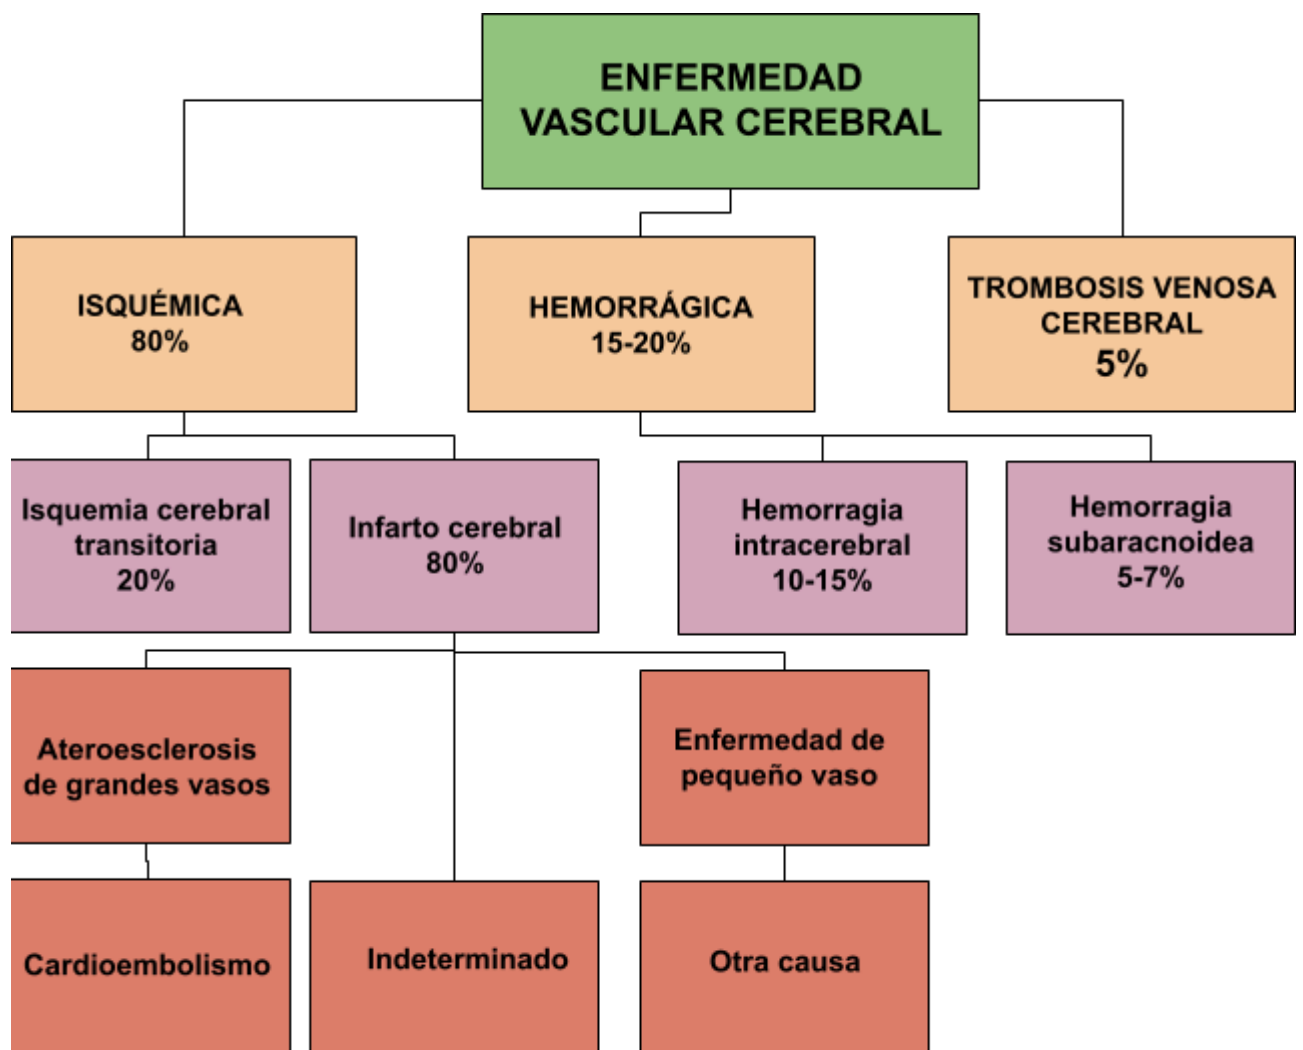 ENFERMEDAD
VASCULAR CEREBRAL
ISQUÉMICA
80%
HEMORRÁGICA
15-20%
TROMBOSIS VENOSA
CEREBRAL
5%
Isquemia cerebral
transitoria
20%
Infarto cerebral
80%
Hemorragia
intracerebral
10-15%
Hemorragia
subaracnoidea
5-7%
Ateroesclerosis
de grandes vasos
Enfermedad de
pequeño vaso
Cardioembolismo
Indeterminado
Otra causa